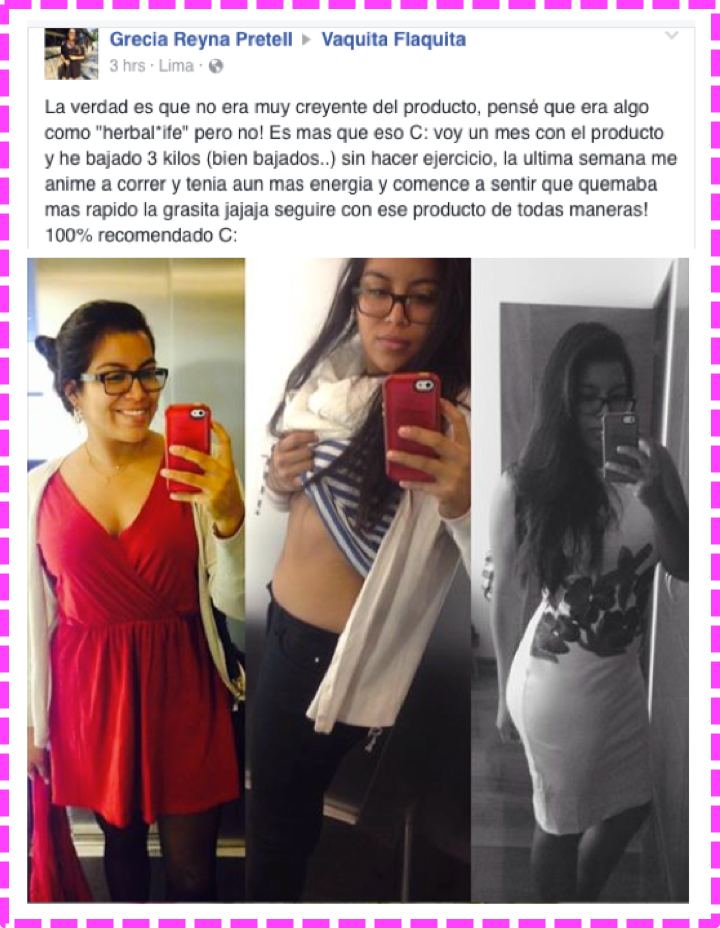 Grecia Reyna Pretell ▸ Vaquita Flaquita
3 hrs · Lima ·
La verdad es que no era muy creyente del producto, pensé que era algo
como "herbal*ife" pero no! Es mas que eso C: voy un mes con el producto
y he bajado 3 kilos (bien bajados..) sin hacer ejercicio, la ultima semana me
anime a correr y tenia aun mas energia y comence a sentir que quemaba
mas rapido la grasita jajaja seguire con ese producto de todas maneras!
100% recomendado C: